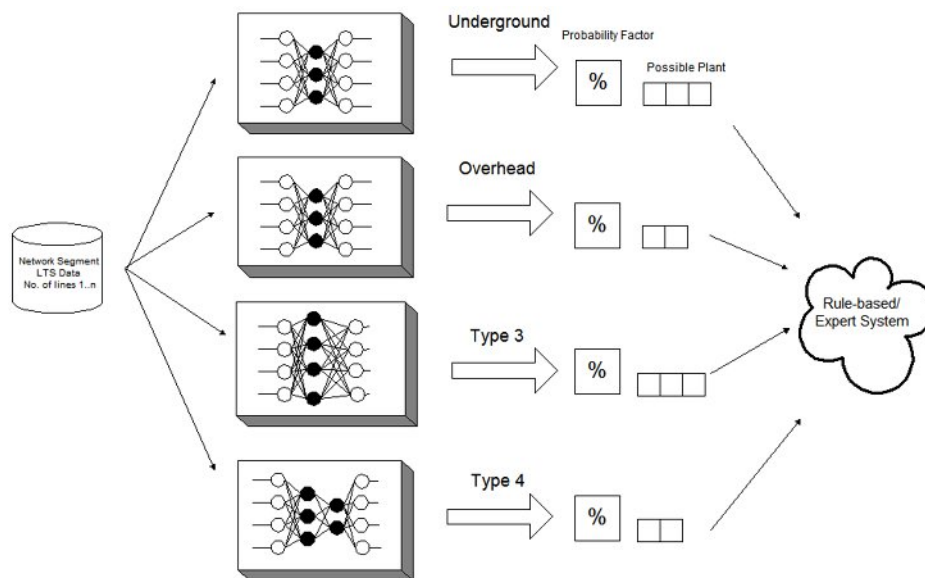 Underground
Probability Factor
Possible Plant
%
Overhead
%
Network Segment
LTS Data
No. of lines 1..n
Rule-based/
Expert System
Type 3
%
Type 4
%